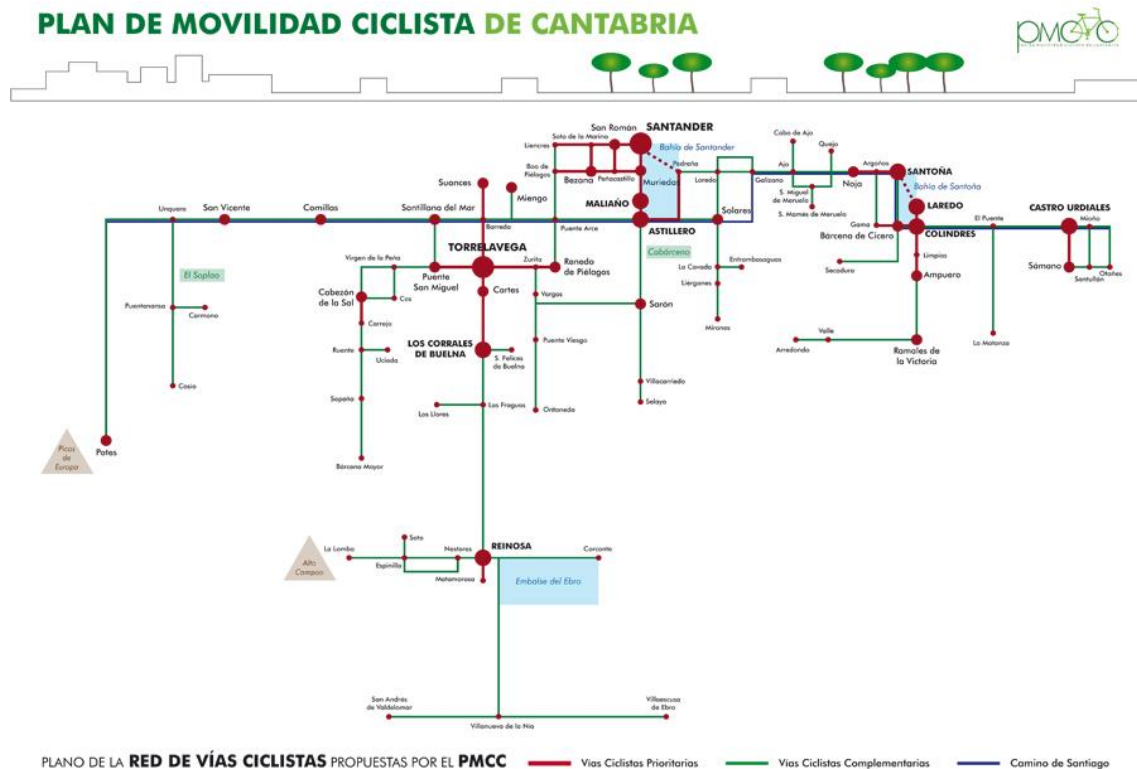 PLAN DE MOVILIDAD CICLISTA DE CANTABRIA
pmcc
San Román
SANTANDER
Soto de la Marina
Bahía de Santander
Liencres
Cabo de Ajo
Quejo
Boo de
Piélagos
Pedreña
Ajo
Argoños
SANTOÑA
Suances
Bezana
Peñacastillo
Muriedas
Loredo
Galizano
Noja
Bahía de Santoña
Miengo
S. Miguel
de Meruelo
MALIAÑO
S. Mamés de Meruelo
LAREDO
Unquera
San Vicente
Comillas
Santillana del Mar
Solares
CASTRO URDIALES
Barreda
Puente Arce
ASTILLERO
Gama
Bárcena de Cicero
COLINDRES
El Puente
Mioño
TORRELAVEGA
Cabárceno
Virgen de la Peña
Zurita
Entrambasaguas
Secadura
Limpias
El Soplao
Puente
San Miguel
Renedo
de Piélagos
La Cavada
Ampuero
Sámano
Santullán
Otañes
Cabezón
de la Sal
Cos
Cartes
Vargas
Liérganes
Puentenansa
Carmona
Sarón
Carrejo
Mirones
Ruente
Ucieda
LOS CORRALES
DE BUELNA
S. Felices
de Buelna
Puente Viesgo
Arredondo
Valle
Ramales de
la Victoria
La Matanza
Cosío
Villacarriedo
Sopeña
Los Llares
Las Fraguas
Ontaneda
Selaya
Picos
de
Europa
Potes
Bárcena Mayor
Soto
REINOSA
La Lomba
Nestares
Corconte
Alto
Campoo
Espinilla
Matamorosa
Embalse del Ebro
San Andrés
de Valdelomar
Villaescusa
de Ebro
Villanueva de la Nía
PLANO DE LA RED DE VÍAS CICLISTAS PROPUESTAS POR EL PMCC
Vías Ciclistas Prioritarias
Vías Ciclistas Complementarias
Camino de Santiago